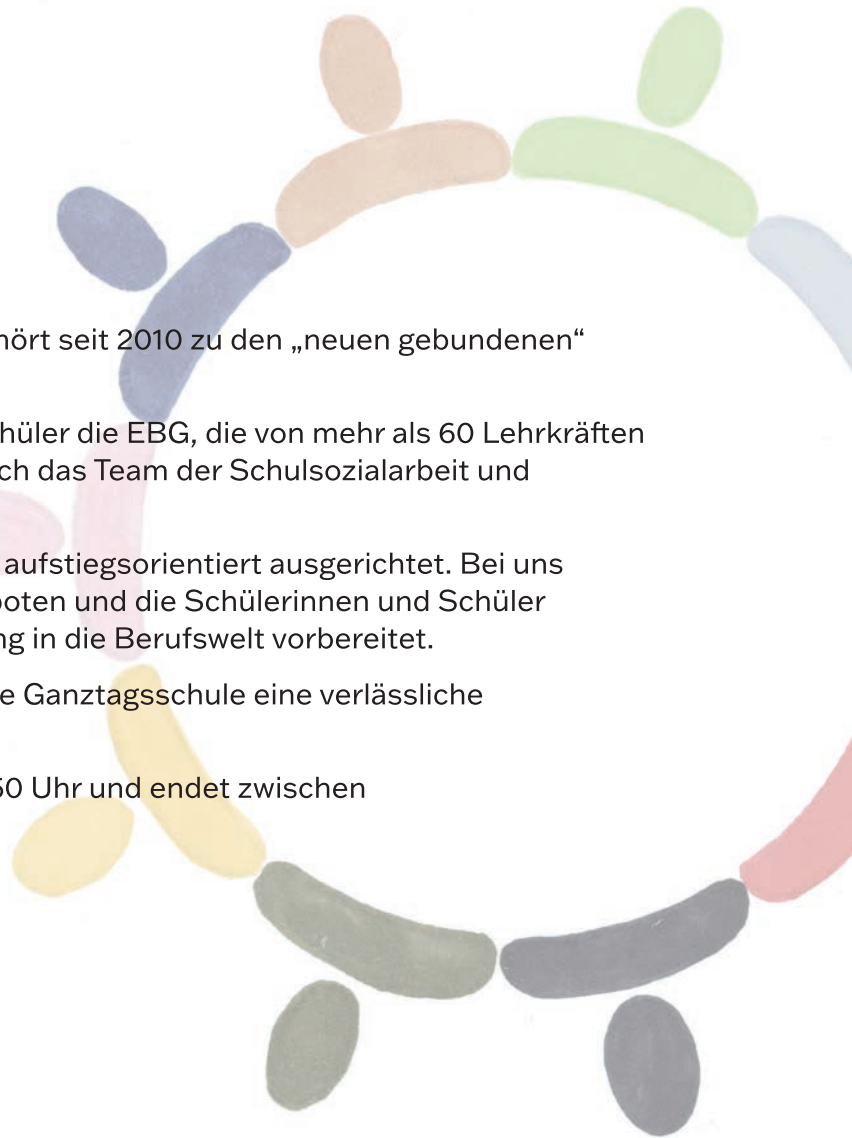 hört seit 2010 zu den „neuen gebundenen“
hüler die EBG, die von mehr als 60 Lehrkräften
ch das Team der Schulsozialarbeit und
aufstiegsorientiert ausgerichtet. Bei uns
boten und die Schülerinnen und Schüler
ng in die Berufswelt vorbereitet.
e Ganztagsschule eine verlässliche
50 Uhr und endet zwischen